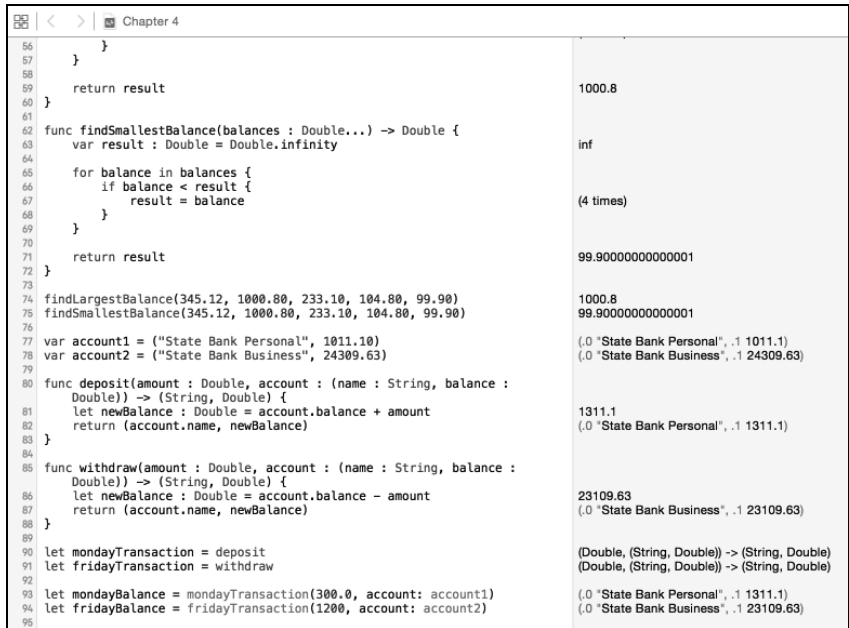 Chapter 4
56 }
57 }
58
59 return result 1000.8
60 }
61
62 func findSmallestBalance(balances : Double...) -> Double {
63 var result : Double = Double.infinity inf
64
65 for balance in balances {
66 if balance < result {
67 result = balance (4 times)
68 }
69 }
70
71 return result 99.90000000000001
72 }
73
74 findLargestBalance(345.12, 1000.80, 233.10, 104.80, 99.90) 1000.8
75 findSmallestBalance(345.12, 1000.80, 233.10, 104.80, 99.90) 99.90000000000001
76
77 var account1 = ("State Bank Personal", 1011.10) (.0 "State Bank Personal", .1 1011.1)
78 var account2 = ("State Bank Business", 24309.63) (.0 "State Bank Business", .1 24309.63)
79
80 func deposit(amount : Double, account : (name : String, balance :
Double)) -> (String, Double) {
81 let newBalance : Double = account.balance + amount 1311.1
82 return (account.name, newBalance) (.0 "State Bank Personal", .1 1311.1)
83 }
84
85 func withdraw(amount : Double, account : (name : String, balance :
Double)) -> (String, Double) {
86 let newBalance : Double = account.balance - amount 23109.63
87 return (account.name, newBalance) (.0 "State Bank Business", .1 23109.63)
88 }
89
90 let mondayTransaction = deposit (Double, (String, Double)) -> (String, Double)
91 let fridayTransaction = withdraw (Double, (String, Double)) -> (String, Double)
92
93 let mondayBalance = mondayTransaction(300.0, account: account1) (.0 "State Bank Personal", .1 1311.1)
94 let fridayBalance = fridayTransaction(1200, account: account2) (.0 "State Bank Business", .1 23109.63)
95